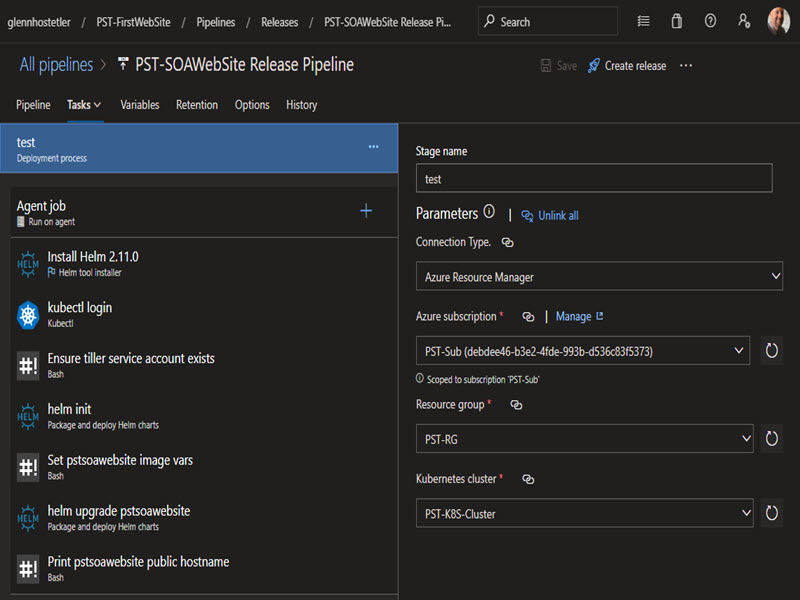 glennhostetler / PST-FirstWebSite / Pipelines / Releases / PST-SOAWebSite Release Pi...
Search
All pipelines > PST-SOAWebSite Release Pipeline
Save
Create release
Pipeline
Tasks
Variables
Retention
Options
History
test
Deployment process
Agent job
Run on agent
HELM
Install Helm 2.11.0
Helm tool installer
kubectl login
Kubectl
#!
Ensure tiller service account exists
Bash
HELM
helm init
Package and deploy Helm charts
#!
Set pstsoawebsite image vars
Bash
HELM
helm upgrade pstsoawebsite
Package and deploy Helm charts
#!
Print pstsoawebsite public hostname
Bash
Stage name
test
Parameters | Unlink all
Connection Type.
Azure Resource Manager
Azure subscription * | Manage
PST-Sub (debdee46-b3e2-4fde-993b-d536c83f5373)
Scoped to subscription 'PST-Sub'
Resource group *
PST-RG
Kubernetes cluster *
PST-K8S-Cluster